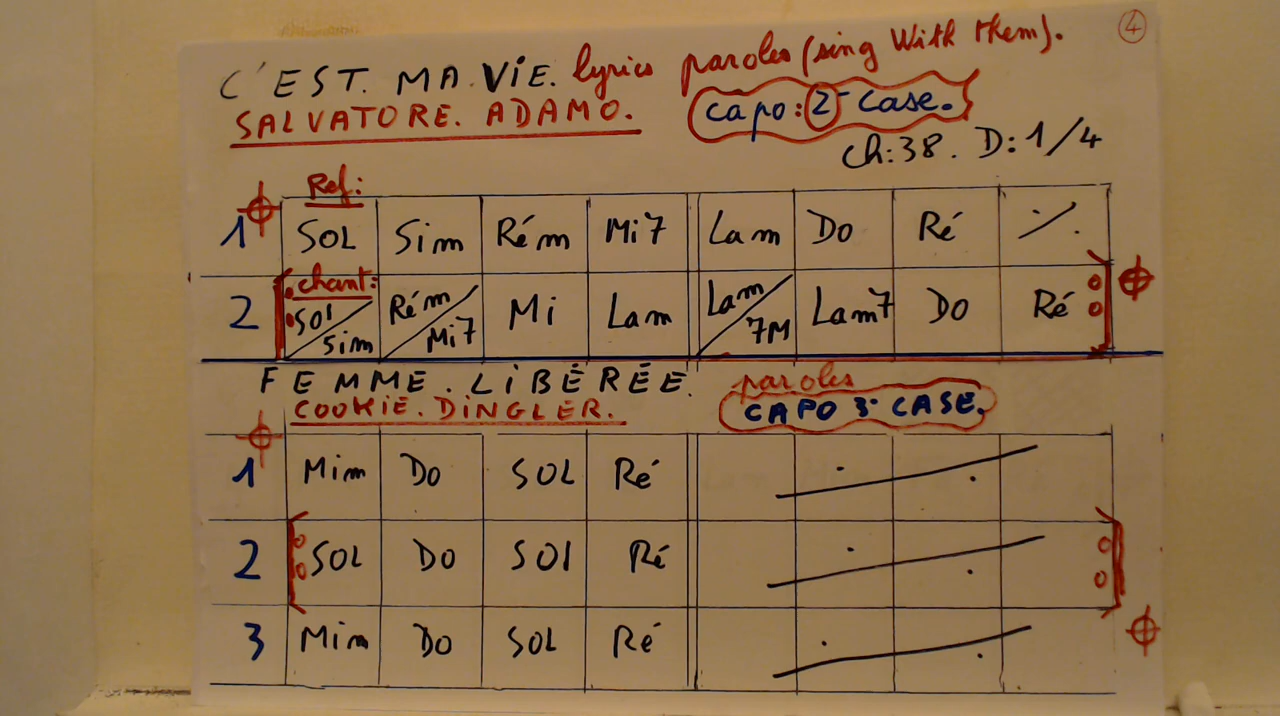 C'EST. MA. VIE. lyrics paroles (sing With them). 4
SALVATORE. ADAMO. capo: 2e case.
ch: 38. D: 1/4
Ref:
1 SOL Sim Rém Mi7 Lam Do Ré ·/.
chant:
2 SOl/Sim Rém/Mi7 Mi Lam Lam/7M Lam7 Do Ré
FEMME. LiBÉRÉE. paroles
COOKIE. DINGLER. CAPO 3e CASE.
1 Mim Do SOL Ré ·/.
2 SOL Do SOl Ré ·/.
3 Mim Do SOL Ré ·/.